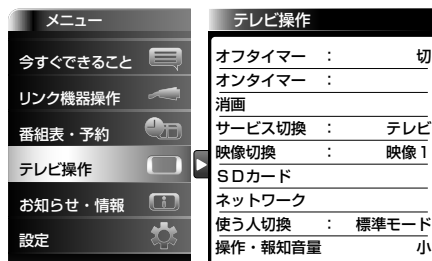 メニュー
今すぐできること
リンク機器操作
番組表・予約
テレビ操作
お知らせ・情報
設定
テレビ操作
オフタイマー : 切
オンタイマー :
消画
サービス切換 : テレビ
映像切換 : 映像1
SDカード
ネットワーク
使う人切換 : 標準モード
操作・報知音量 小